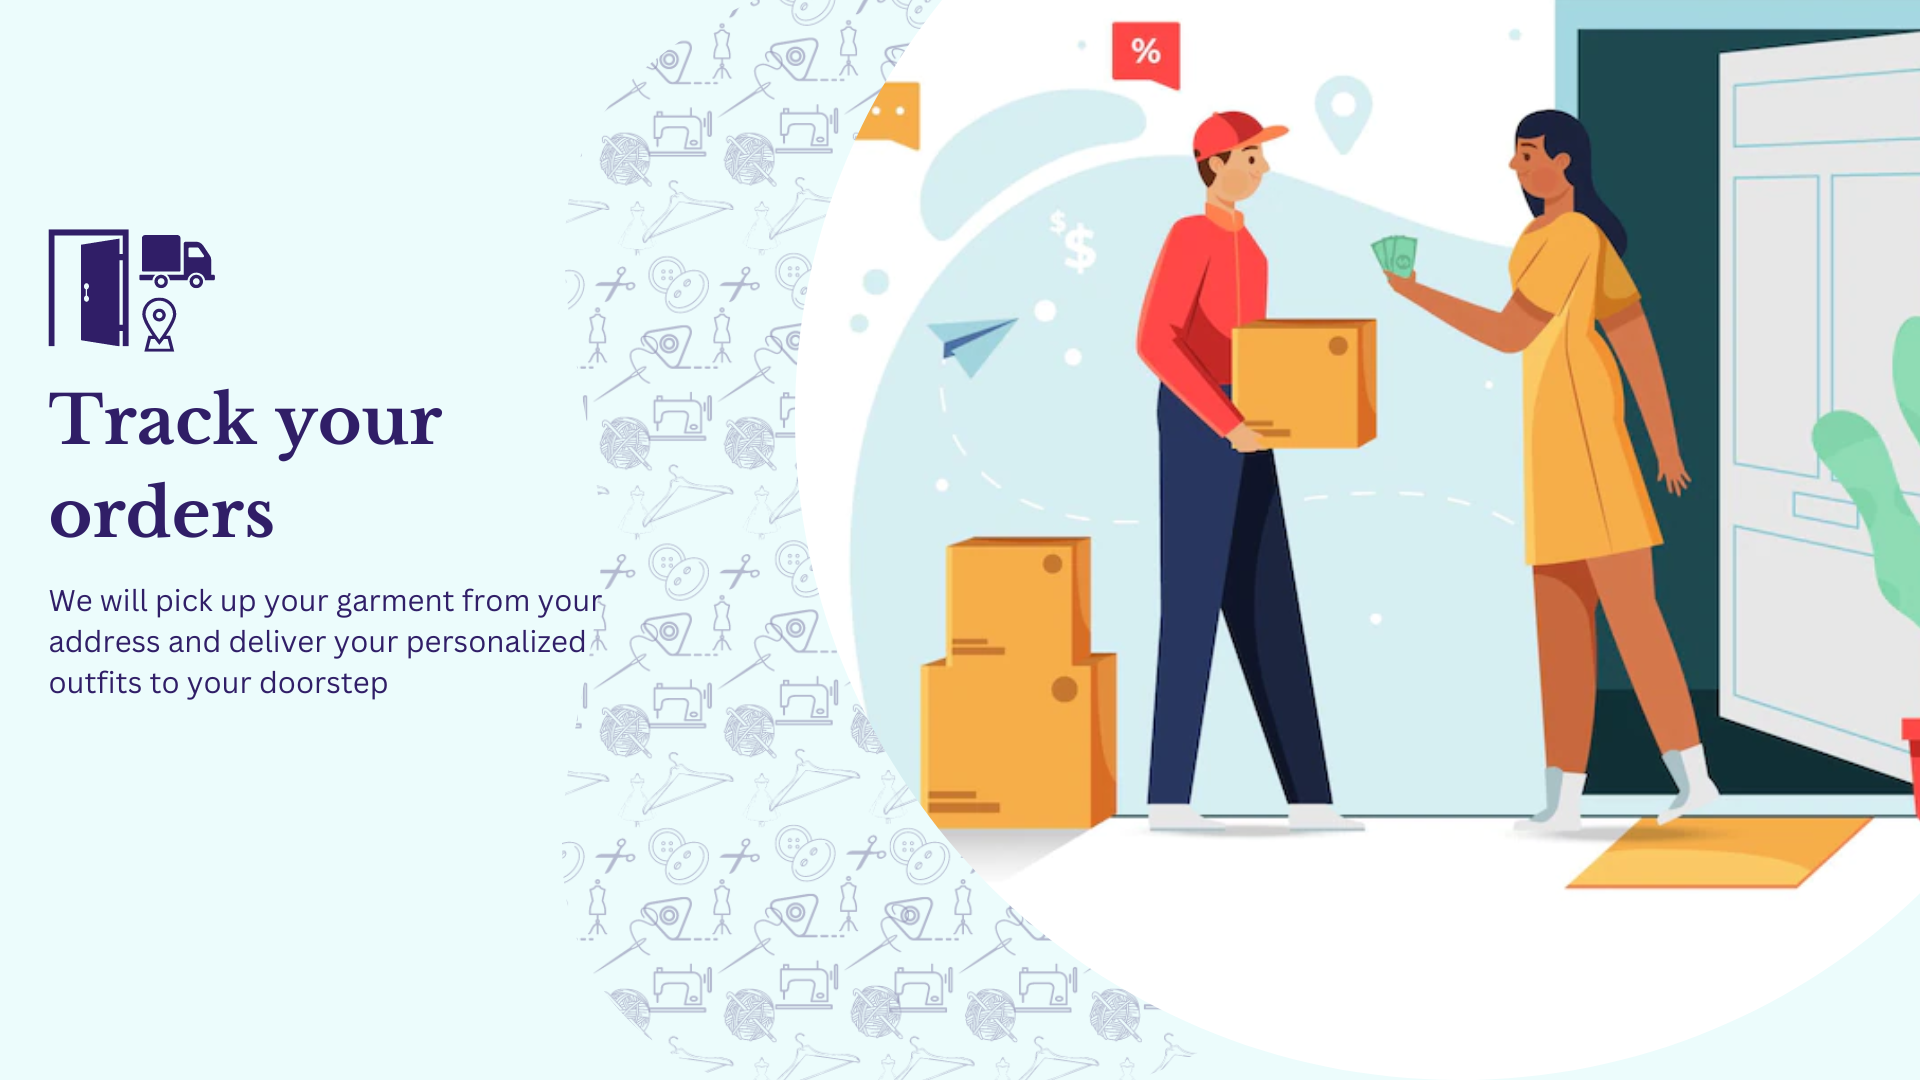 %
$
$
Track your
orders
We will pick up your garment from your
address and deliver your personalized
outfits to your doorstep